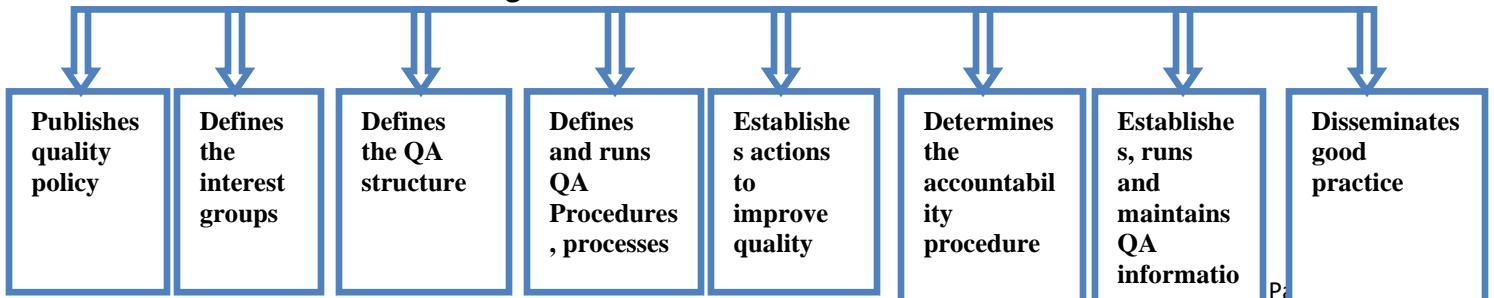 Publishes
quality
policy
Defines
the
interest
groups
Defines
the QA
structure
Defines
and runs
QA
Procedures
, processes
Establishe
s actions
to
improve
quality
Determines
the
accountabil
ity
procedure
Establishe
s, runs
and
maintains
QA
informatio
Disseminates
good
practice